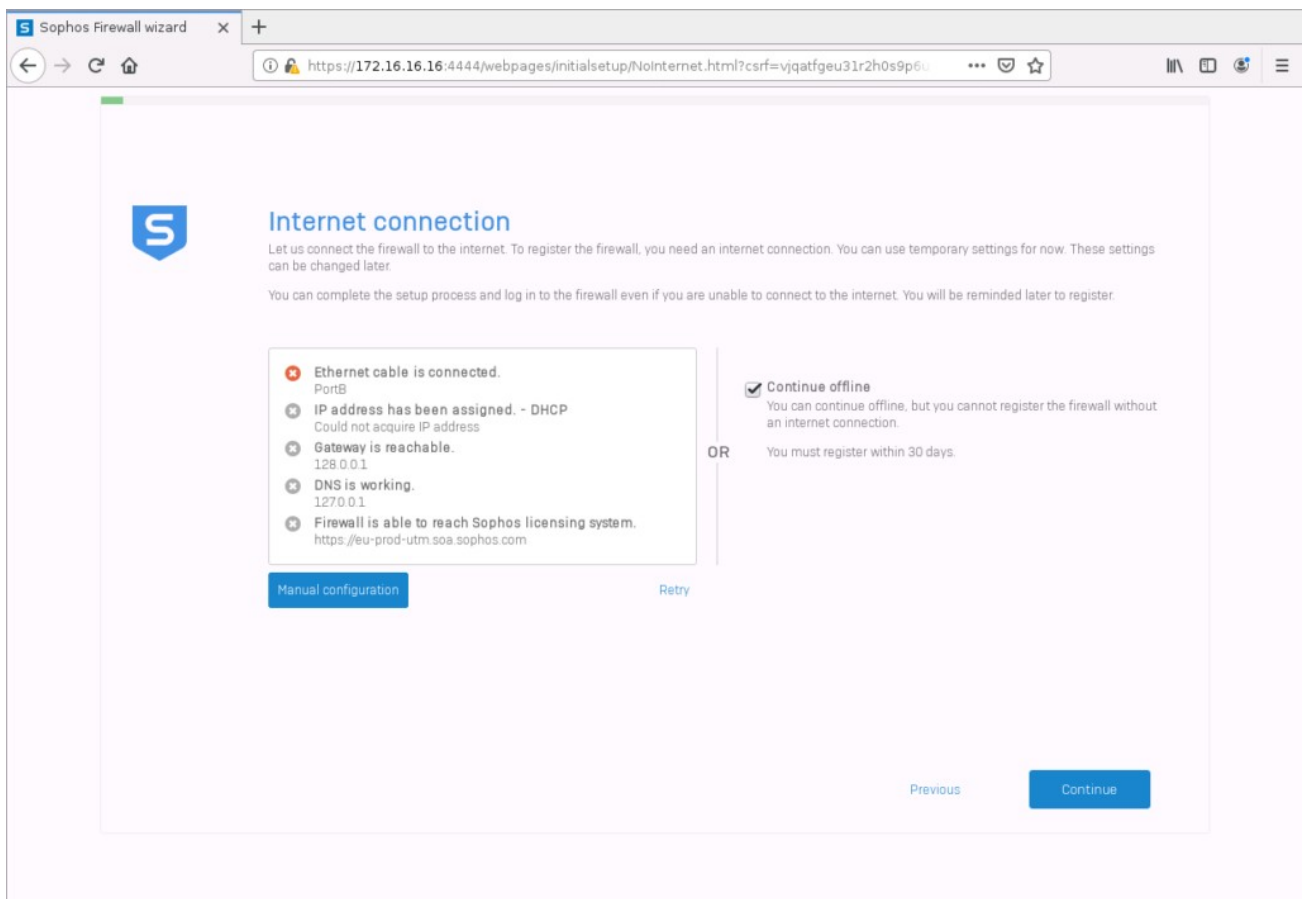 Sophos Firewall wizard
https://172.16.16.16:4444/webpages/initialsetup/NoInternet.html?csrf=vjqatfgeu31r2h0s9p6
Internet connection
Let us connect the firewall to the internet. To register the firewall, you need an internet connection. You can use temporary settings for now. These settings
can be changed later.
You can complete the setup process and log in to the firewall even if you are unable to connect to the internet. You will be reminded later to register.
Ethernet cable is connected.
PortB
IP address has been assigned. - DHCP
Could not acquire IP address
Gateway is reachable.
128.0.0.1
DNS is working.
127.0.0.1
Firewall is able to reach Sophos licensing system.
https://eu-prod-utm.soa.sophos.com
Manual configuration
Retry
OR
Continue offline
You can continue offline, but you cannot register the firewall without
an internet connection.
You must register within 30 days.
Previous
Continue